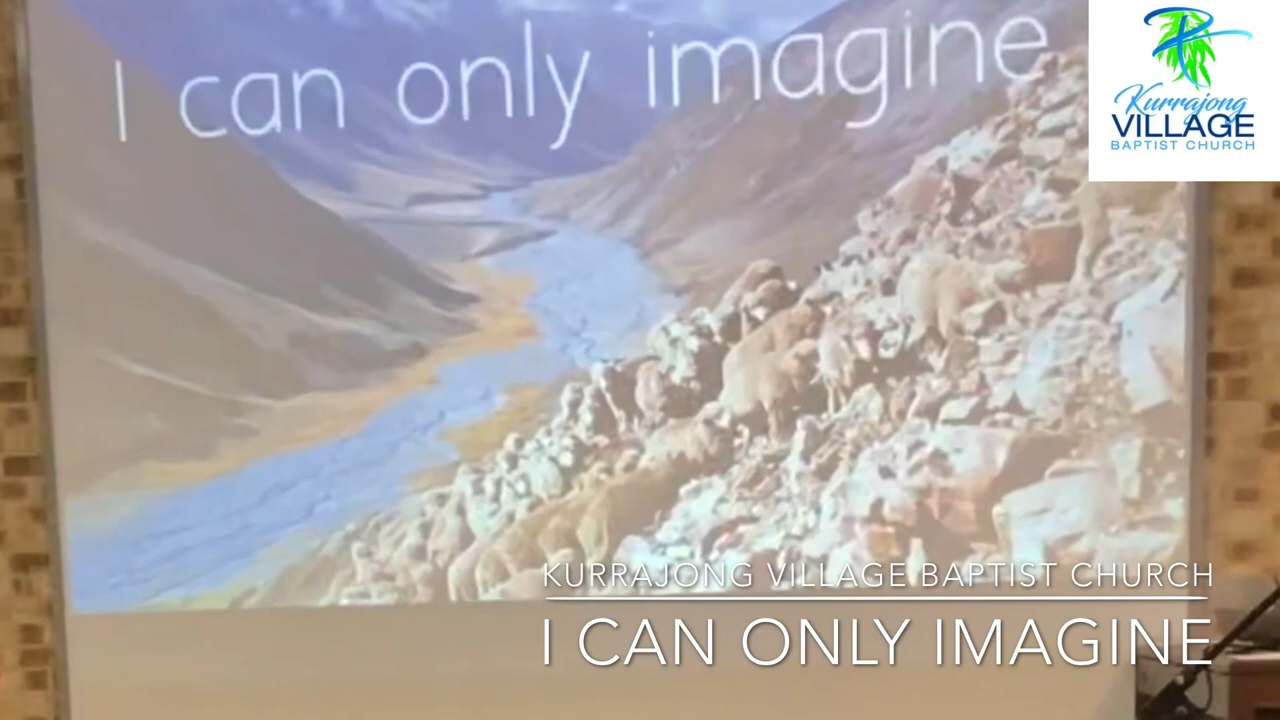 I can only imagine
Kurrajong
VILLAGE
BAPTIST CHURCH
KURRAJONG VILLAGE BAPTIST CHURCH
I CAN ONLY IMAGINE